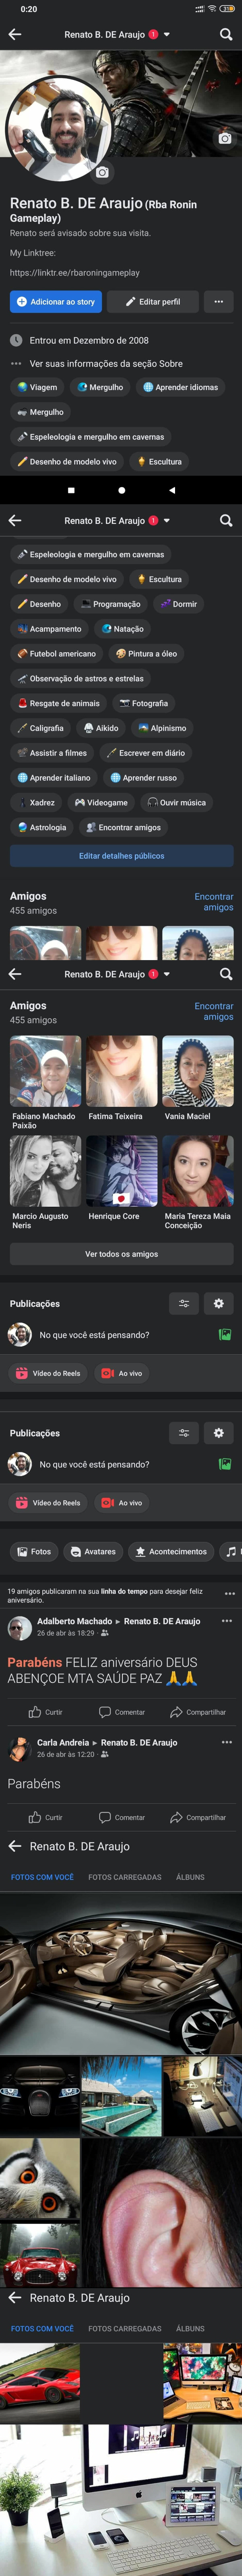 0:20
31
Renato B. DE Araujo 1
Renato B. DE Araujo (Rba Ronin
Gameplay)
Renato será avisado sobre sua visita.
My Linktree:
https://linktr.ee/rbaroningameplay
Adicionar ao story
Editar perfil
Entrou em Dezembro de 2008
Ver suas informações da seção Sobre
Viagem
Mergulho
Aprender idiomas
Mergulho
Espeleologia e mergulho em cavernas
Desenho de modelo vivo
Escultura
Renato B. DE Araujo 1
Espeleologia e mergulho em cavernas
Desenho de modelo vivo
Escultura
Desenho
Programação
Dormir
Acampamento
Natação
Futebol americano
Pintura a óleo
Observação de astros e estrelas
Resgate de animais
Fotografia
Caligrafia
Aikido
Alpinismo
Assistir a filmes
Escrever em diário
Aprender italiano
Aprender russo
Xadrez
Videogame
Ouvir música
Astrologia
Encontrar amigos
Editar detalhes públicos
Amigos
455 amigos
Encontrar
amigos
Renato B. DE Araujo 1
Amigos
455 amigos
Encontrar
amigos
Fabiano Machado
Paixão
Fatima Teixeira
Vania Maciel
Marcio Augusto
Neris
Henrique Core
Maria Tereza Maia
Conceição
Ver todos os amigos
Publicações
No que você está pensando?
Vídeo do Reels
Ao vivo
Publicações
No que você está pensando?
Vídeo do Reels
Ao vivo
Fotos
Avatares
Acontecimentos
19 amigos publicaram na sua linha do tempo para desejar feliz
aniversário.
Adalberto Machado ▸ Renato B. DE Araujo
26 de abr às 18:29
Parabéns FELIZ aniversário DEUS
ABENÇOE MTA SAÚDE PAZ 🙏🙏
Curtir
Comentar
Compartilhar
Carla Andreia ▸ Renato B. DE Araujo
26 de abr às 12:20
Parabéns
Curtir
Comentar
Compartilhar
Renato B. DE Araujo
FOTOS COM VOCÊ
FOTOS CARREGADAS
ÁLBUNS
Renato B. DE Araujo
FOTOS COM VOCÊ
FOTOS CARREGADAS
ÁLBUNS